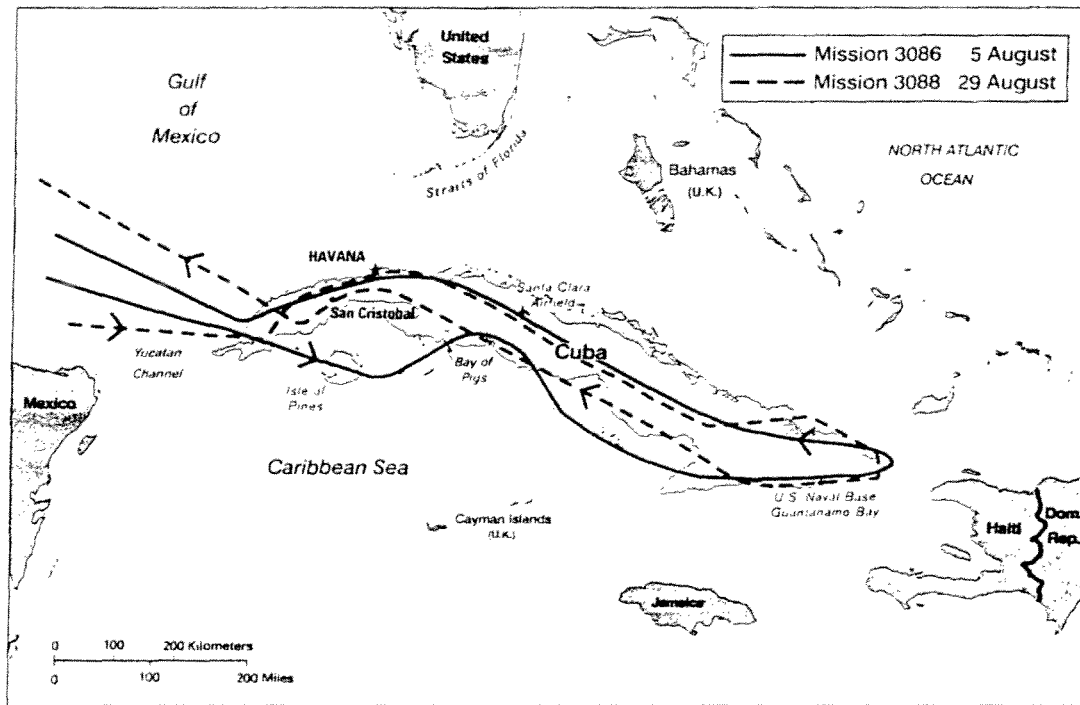 United
States
Mission 3086 5 August
Mission 3088 29 August
Gulf
of
Mexico
Straits of Florida
Bahamas
(U.K.)
NORTH ATLANTIC
OCEAN
HAVANA
Santa Clara
Airfield
San Cristobal
Cuba
Yucatan
Channel
Bay of
Pigs
Isle of
Pines
Mexico
Caribbean Sea
U.S. Naval Base
Guantanamo Bay
Cayman Islands
(U.K.)
Haiti
Dom.
Rep.
Jamaica
0 100 200 Kilometers
0 100 200 Miles